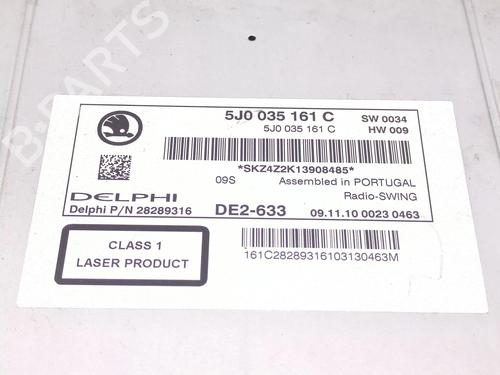 B-PARTS
5J0 035 161 C SW 0034
5J0 035 161 C HW 009
*SKZ4Z2K13908485*
09S Assembled in PORTUGAL
Radio-SWING
DELPHI
Delphi P/N 28289316 DE2-633 09.11.10 0023 0463
CLASS 1
LASER PRODUCT
161C28289316103130463M